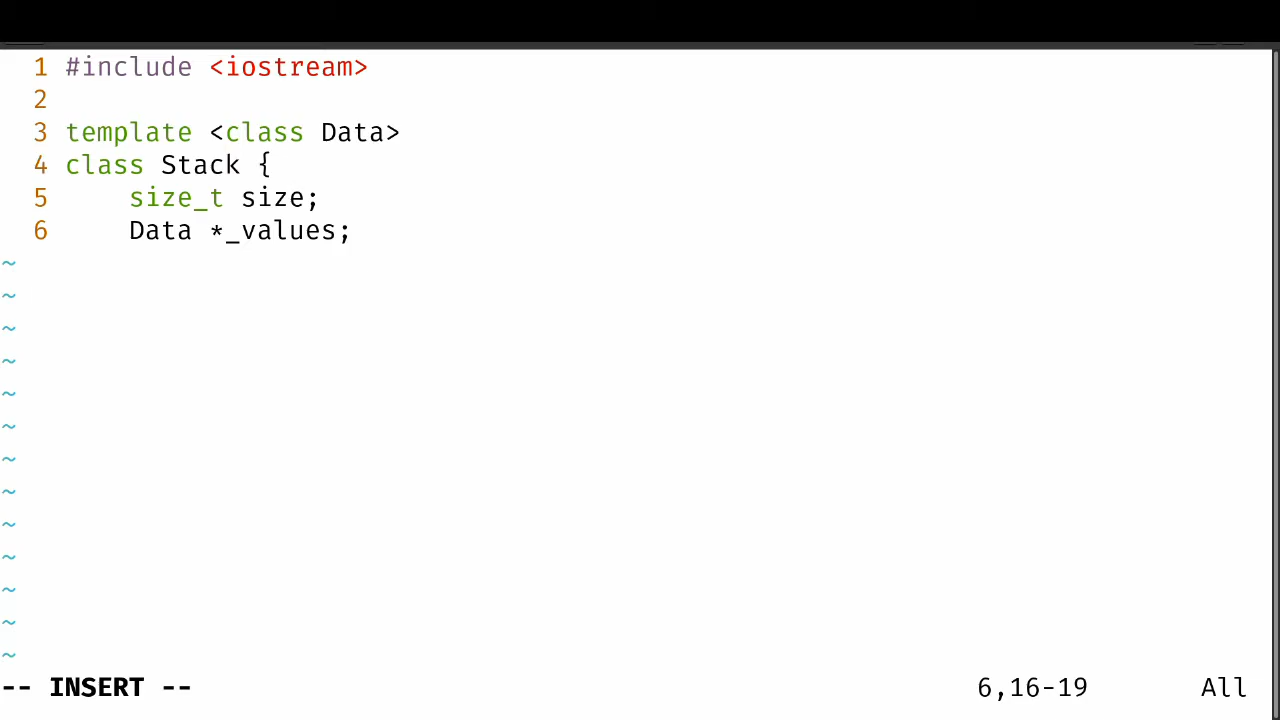 1 #include <iostream>
2
3 template <class Data>
4 class Stack {
5     size_t size;
6     Data *_values;
~
~
~
~
~
~
~
~
~
~
~
~
~
-- INSERT -- 6,16-19 All